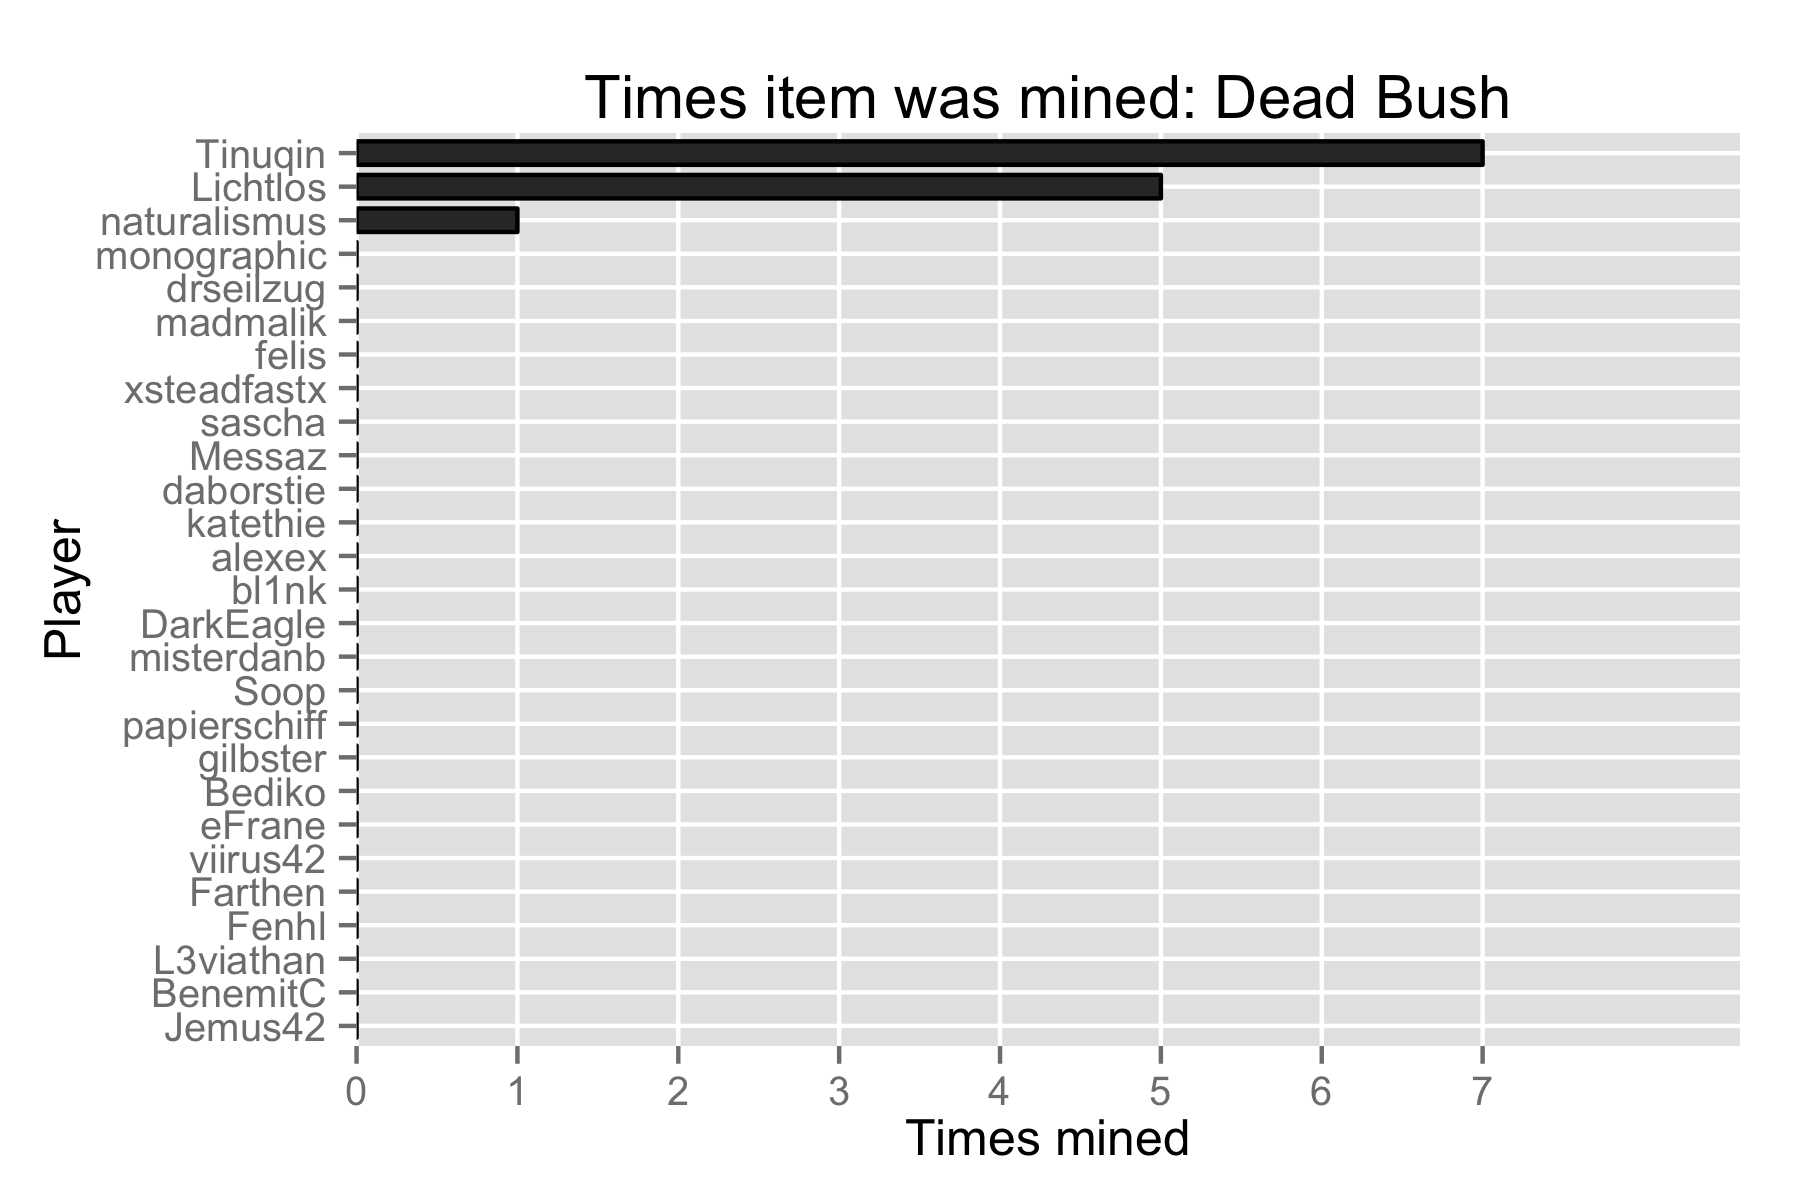 Times item was mined: Dead Bush
Tinuqin
Lichtlos
naturalismus
monographic
drseilzug
madmalik
felis
xsteadfastx
sascha
Messaz
daborstie
katethie
alexex
bl1nk
DarkEagle
misterdanb
Soop
papierschiff
gilbster
Bediko
eFrane
viirus42
Farthen
Fenhl
L3viathan
BenemitC
Jemus42
Player
0 1 2 3 4 5 6 7
Times mined